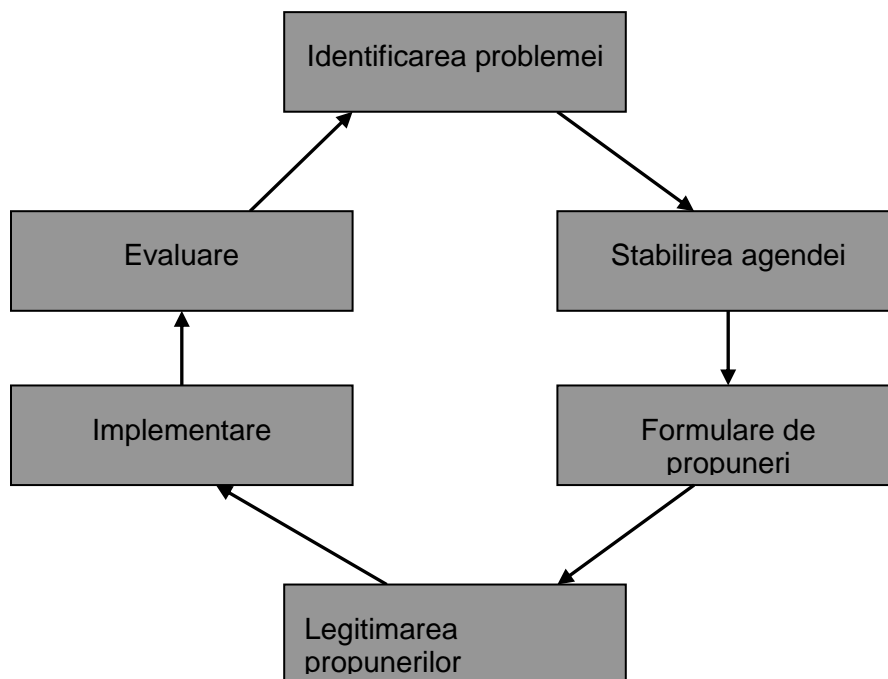 Identificarea problemei
Evaluare
Stabilirea agendei
Implementare
Formulare de
propuneri
Legitimarea
propunerilor